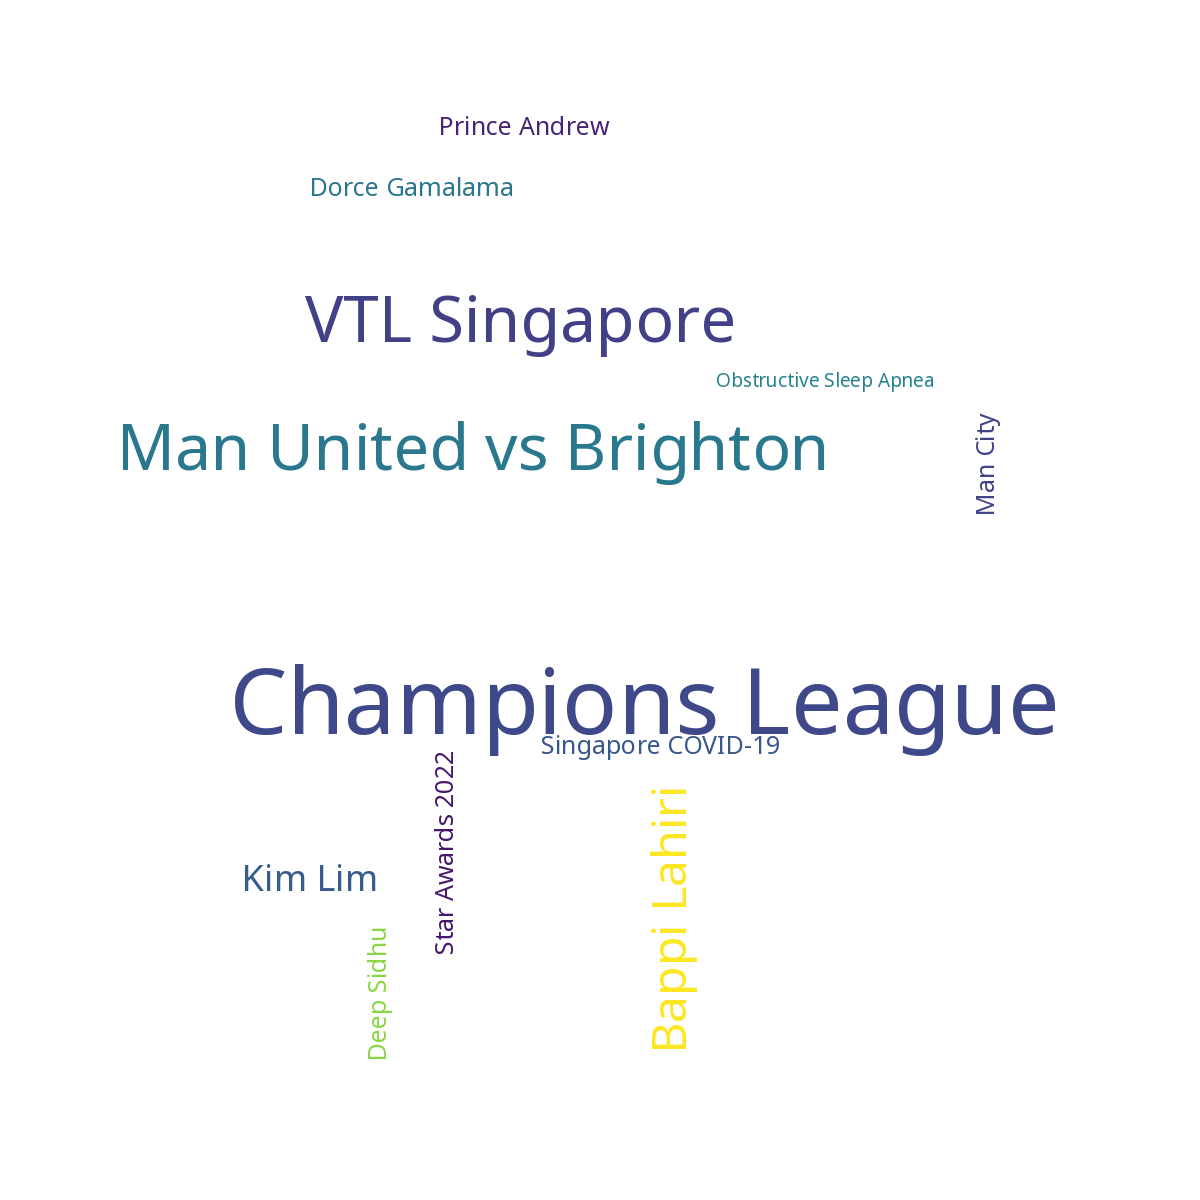 Prince Andrew
Dorce Gamalama
VTL Singapore
Obstructive Sleep Apnea
Man United vs Brighton
Man City
Champions League
Singapore COVID-19
Star Awards 2022
Bappi Lahiri
Kim Lim
Deep Sidhu